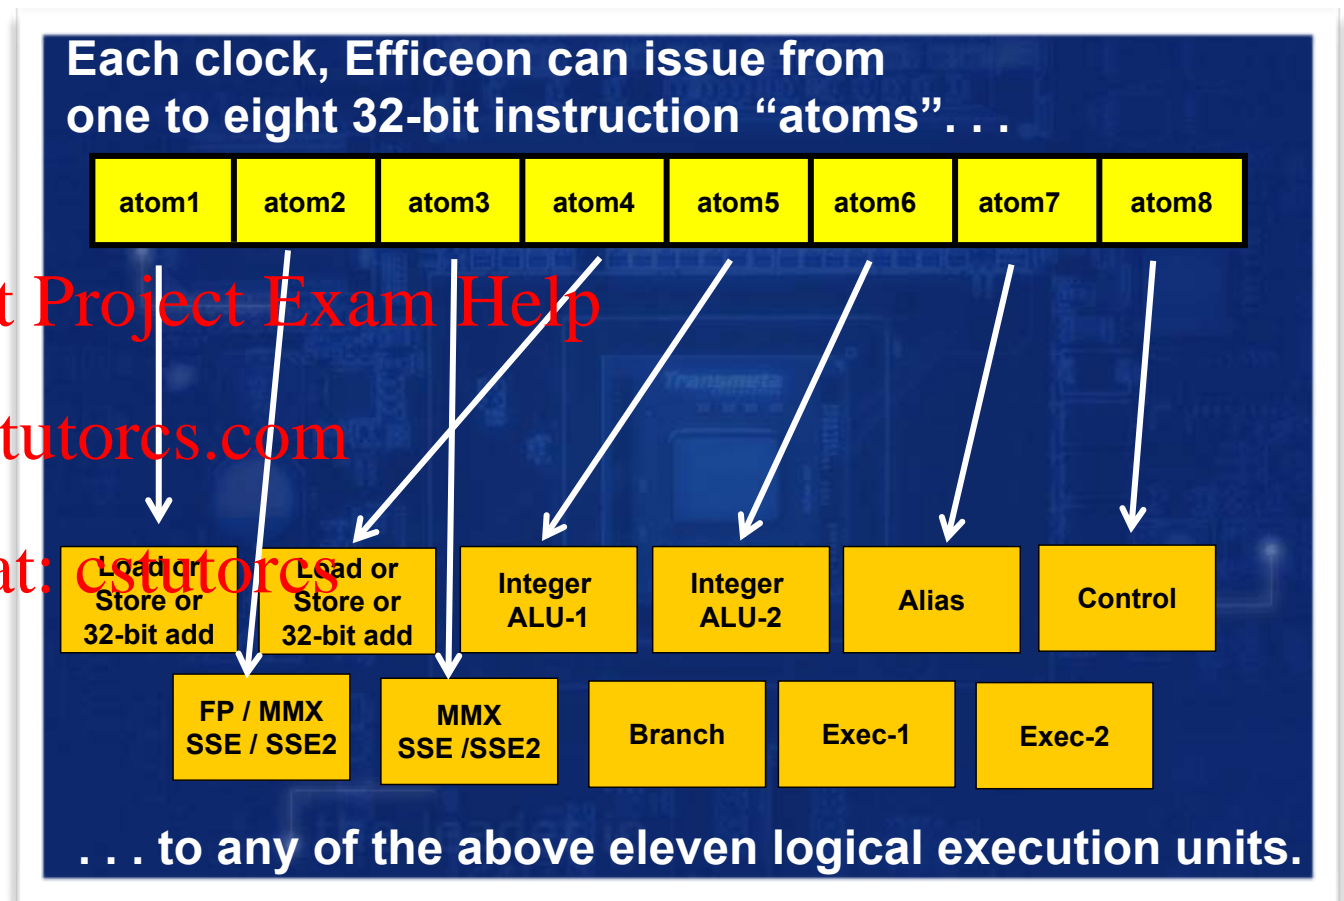 Each clock, Efficeon can issue from
one to eight 32-bit instruction “atoms”. . .
atom1 atom2 atom3 atom4 atom5 atom6 atom7 atom8
t Project Exam Help
Transmeta
tutorcs.com
at: cstutorcs
Load or
Store or
32-bit add
Load or
Store or
32-bit add
Integer
ALU-1
Integer
ALU-2
Alias
Control
FP / MMX
SSE / SSE2
MMX
SSE /SSE2
Branch
Exec-1
Exec-2
. . . to any of the above eleven logical execution units.